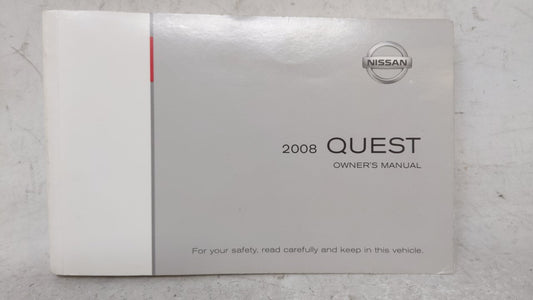 NISSAN
2008 QUEST
OWNER'S MANUAL
For your safety, read carefully and keep in this vehicle.